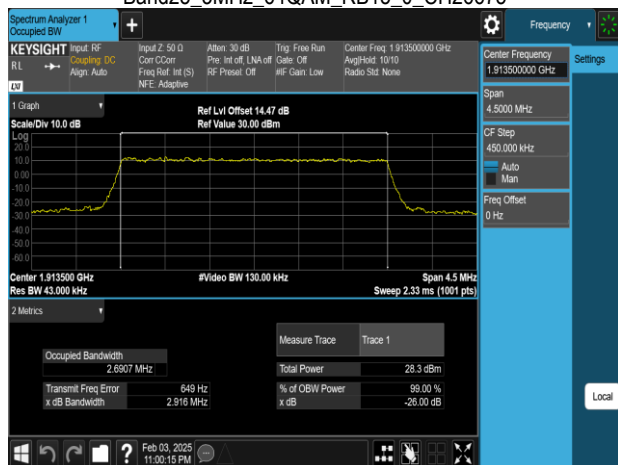 Spectrum Analyzer 1
Occupied BW
Frequency
KEYSIGHT
RL
Input: RF
Coupling: DC
Align: Auto
Input Z: 50 Ω
Corr CCorr
Freq Ref: Int (S)
NFE: Adaptive
Atten: 30 dB
Pre: Int off, LNA off
RF Preset: Off
Trig: Free Run
Gate: Off
#IF Gain: Low
Center Freq: 1.913500000 GHz
Avg|Hold: 10/10
Radio Std: None
Center Frequency
1.913500000 GHz
Settings
Span
4.5000 MHz
CF Step
450.000 kHz
Auto
Man
Freq Offset
0 Hz
1 Graph
Scale/Div 10.0 dB
Ref Lvl Offset 14.47 dB
Ref Value 30.00 dBm
Log
20.0
10.0
0.00
-10.0
-20.0
-30.0
-40.0
-50.0
-60.0
Center 1.913500 GHz
Res BW 43.000 kHz
#Video BW 130.00 kHz
Span 4.5 MHz
Sweep 2.33 ms (1001 pts)
2 Metrics
Measure Trace Trace 1
Occupied Bandwidth
2.6907 MHz
Total Power 28.3 dBm
Transmit Freq Error 649 Hz
% of OBW Power 99.00 %
x dB Bandwidth 2.916 MHz
x dB -26.00 dB
Local
Feb 03, 2025
11:00:15 PM